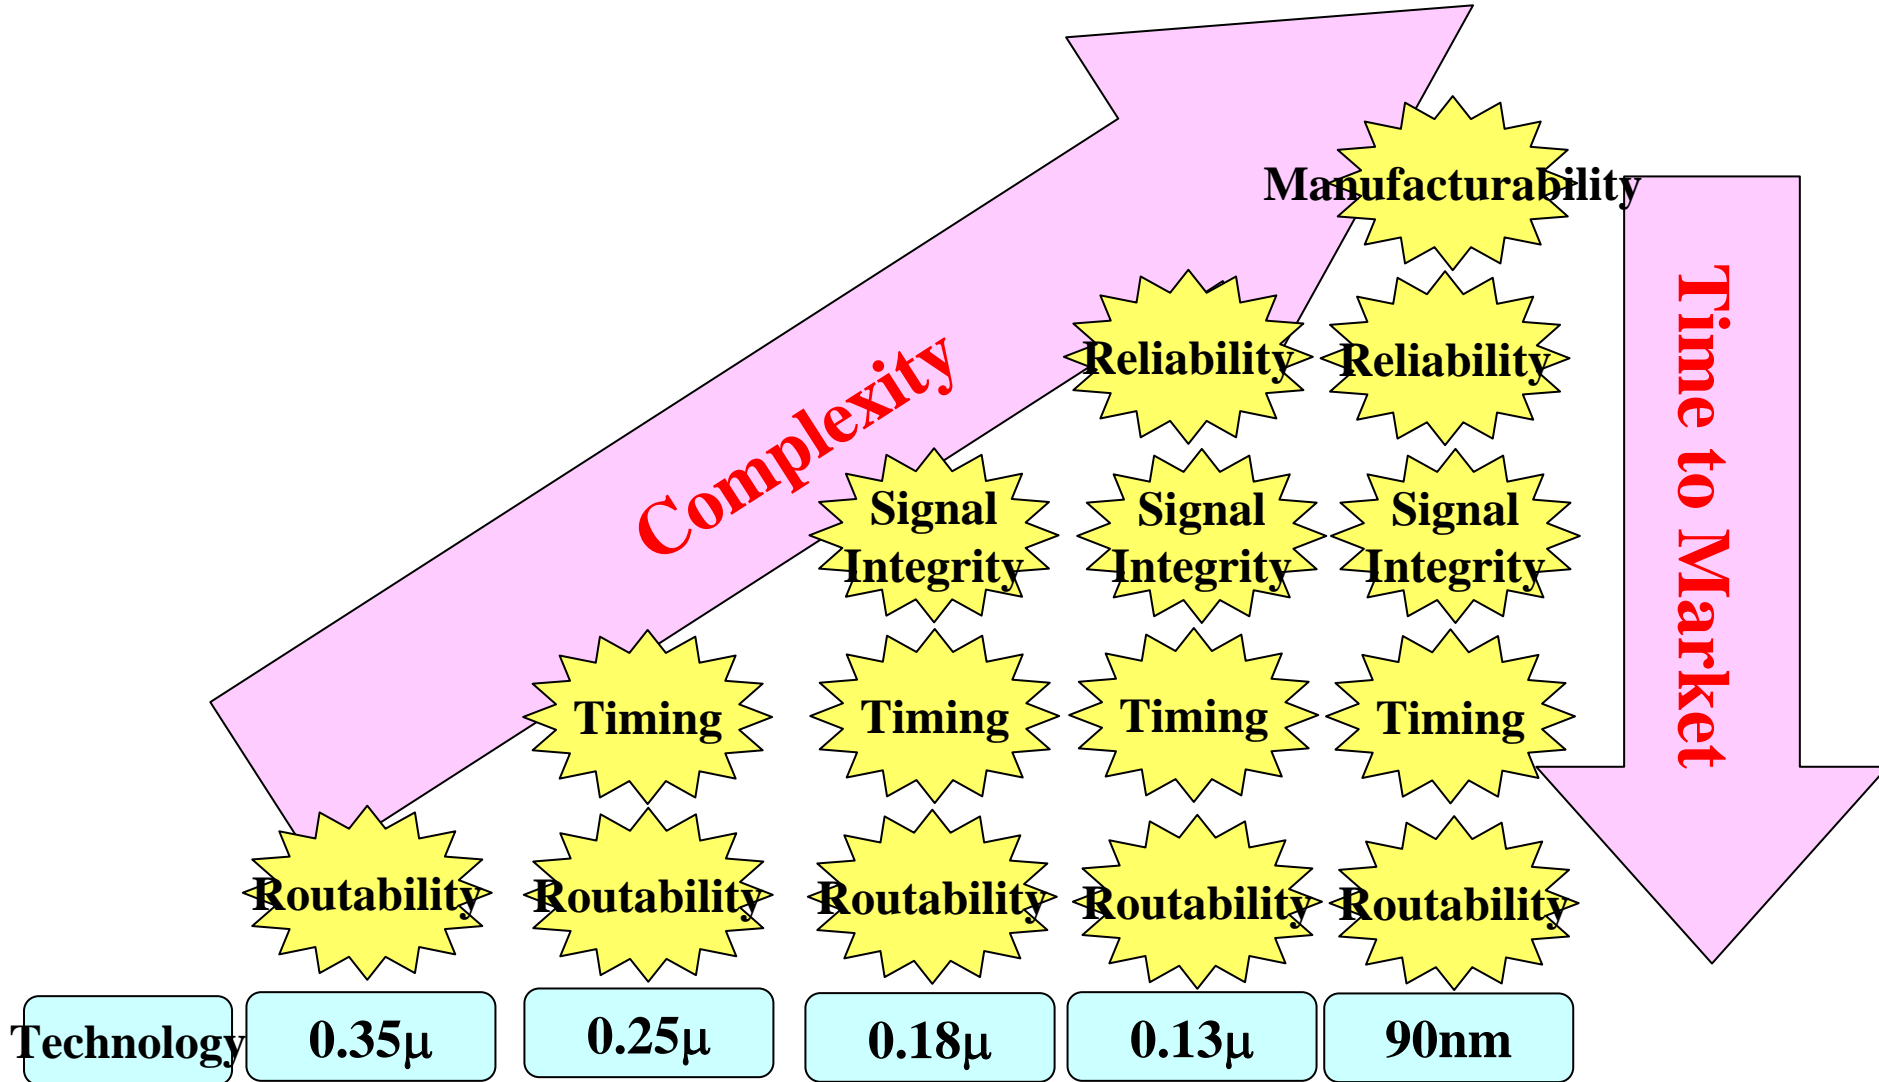 Manufacturability
Reliability
Reliability
Complexity
Time to Market
Signal
Integrity
Signal
Integrity
Signal
Integrity
Timing
Timing
Timing
Timing
Routability
Routability
Routability
Routability
Routability
Technology
0.35μ
0.25μ
0.18μ
0.13μ
90nm